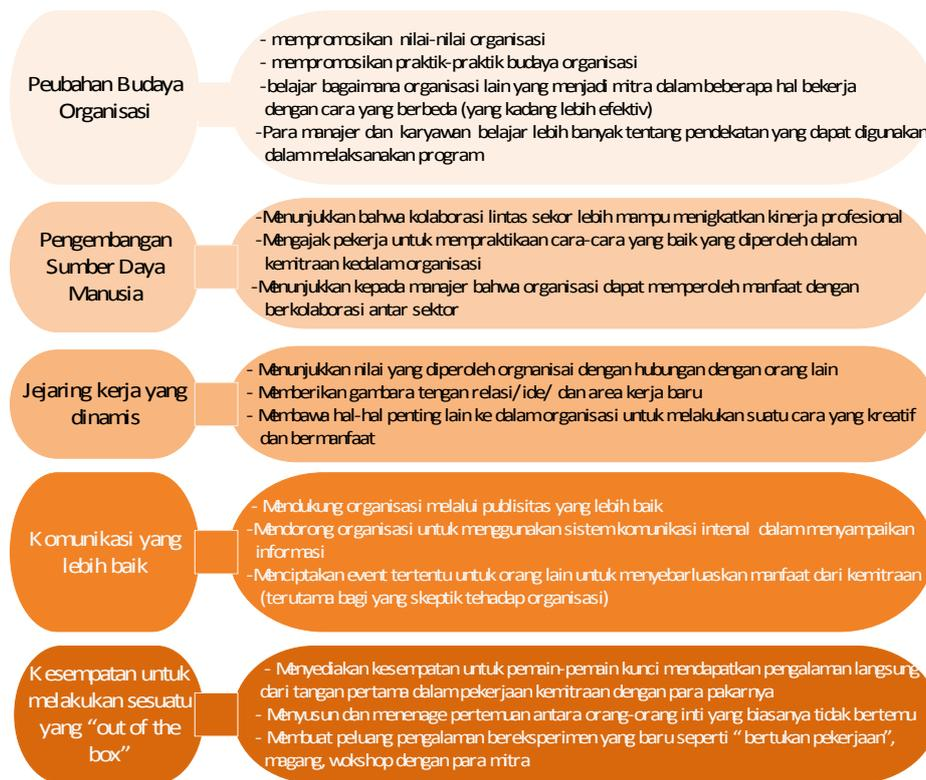 Peubahan Budaya
Organisasi
- mempromosikan nilai-nilai organisasi
- mempromosikan praktik-praktik budaya organisasi
-belajar bagaimana organisasi lain yang menjadi mitra dalam beberapa hal bekerja
dengan cara yang berbeda (yang kadang lebih efektiv)
-Para manajer dan karyawan belajar lebih banyak tentang pendekatan yang dapat digunakan
dalam melaksanakan program
Pengembangan
Sumber Daya
Manusia
-Menunjukkan bahwa kolaborasi lintas sekor lebih mampu menigkatkan kinerja profesional
-Mengajak pekerja untuk mempraktikaan cara-cara yang baik yang diperoleh dalam
kemitraan kedalam organisasi
-Menunjukkan kepada manajer bahwa organisasi dapat memperoleh manfaat dengan
berkolaborasi antar sektor
Jejaring kerja yang
dinamis
- Menunjukkan nilai yang diperoleh orgnanisai dengan hubungan dengan orang lain
- Memberikan gambara tengan relasi/ide/ dan area kerja baru
- Membawa hal-hal penting lain ke dalam organisasi untuk melakukan suatu cara yang kreatif
dan bermanfaat
Komunikasi yang
lebih baik
- Mendukung organisasi melalui publisitas yang lebih baik
-Mendorong organisasi untuk menggunakan sistem komunikasi intenal dalam menyampaikan
informasi
-Menciptakan event tertentu untuk orang lain untuk menyebarluaskan manfaat dari kemitraan
(terutama bagi yang skeptik tehadap organisasi)
Kesempatan untuk
melakukan sesuatu
yang “out of the
box”
- Menyediakan kesempatan untuk pemain-pemain kunci mendapatkan pengalaman langsung
dari tangan pertama dalam pekerjaan kemitraan dengan para pakarnya
- Menyusun dan menenage pertemuan antara orang-orang inti yang biasanya tidak bertemu
- Membuat peluang pengalaman bereksperimen yang baru seperti “ bertukan pekerjaan”,
magang, wokshop dengan para mitra